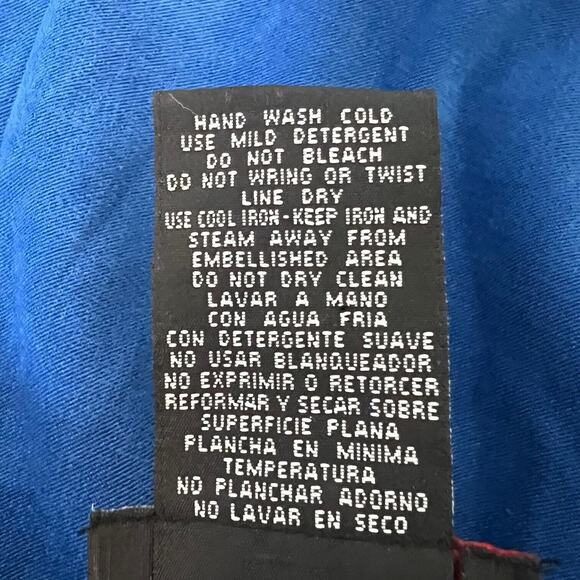 HAND WASH COLD
USE MILD DETERGENT
DO NOT BLEACH
DO NOT WRING OR TWIST
LINE DRY
USE COOL IRON-KEEP IRON AND
STEAM AWAY FROM
EMBELLISHED AREA
DO NOT DRY CLEAN
LAVAR A MANO
CON AGUA FRIA
CON DETERGENTE SUAVE
NO USAR BLANQUEADOR
NO EXPRIMIR O RETORCER
REFORMAR Y SECAR SOBRE
SUPERFICIE PLANA
PLANCHA EN MINIMA
TEMPERATURA
NO PLANCHAR ADORNO
NO LAVAR EN SECO